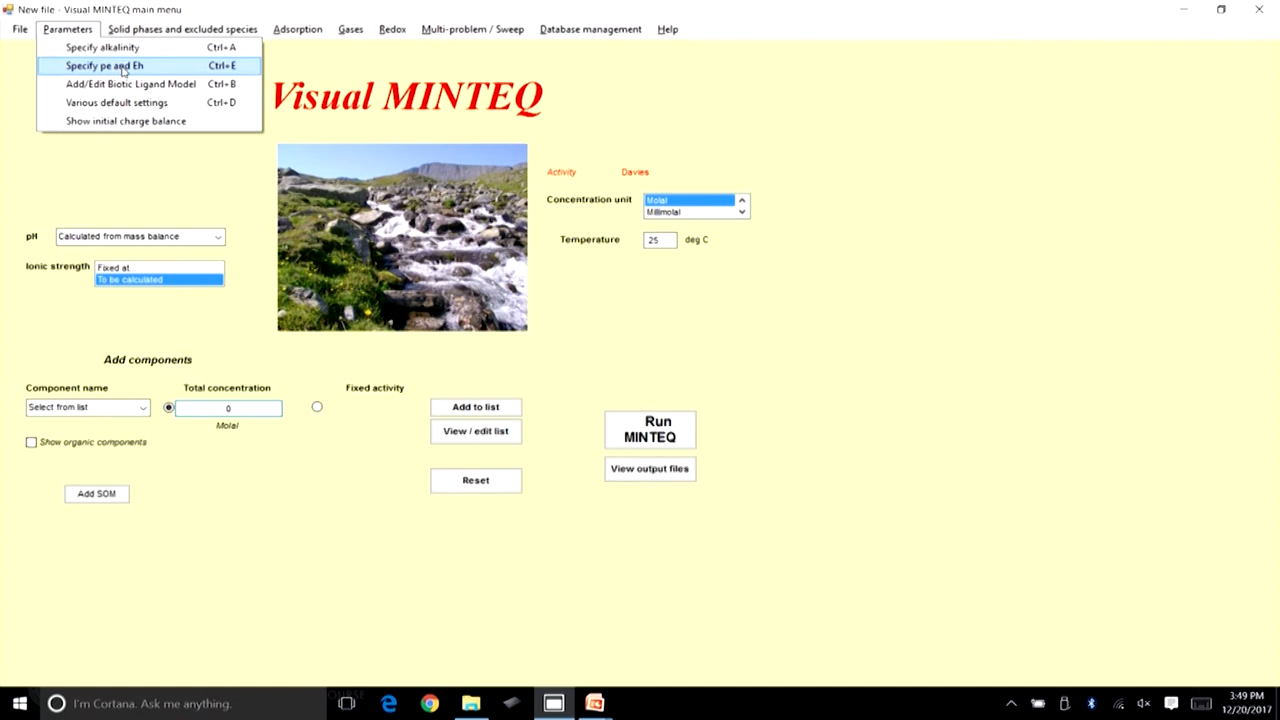 New file - Visual MINTEQ main menu
File Parameters Solid phases and excluded species Adsorption Gases Redox Multi-problem / Sweep Database management Help
Specify alkalinity Ctrl+A
Specify pe and Eh Ctrl+E
Add/Edit Biotic Ligand Model Ctrl+B
Various default settings Ctrl+D
Show initial charge balance
Visual MINTEQ
Activity Davies
Concentration unit Molal
Millimolal
pH Calculated from mass balance
Temperature 25 deg C
Ionic strength Fixed at
To be calculated
Add components
Component name Total concentration Fixed activity
Select from list 0 Add to list
Molal
View / edit list
Run
MINTEQ
Show organic components
View output files
Reset
Add SOM
I'm Cortana. Ask me anything.
3:49 PM
12/20/2017